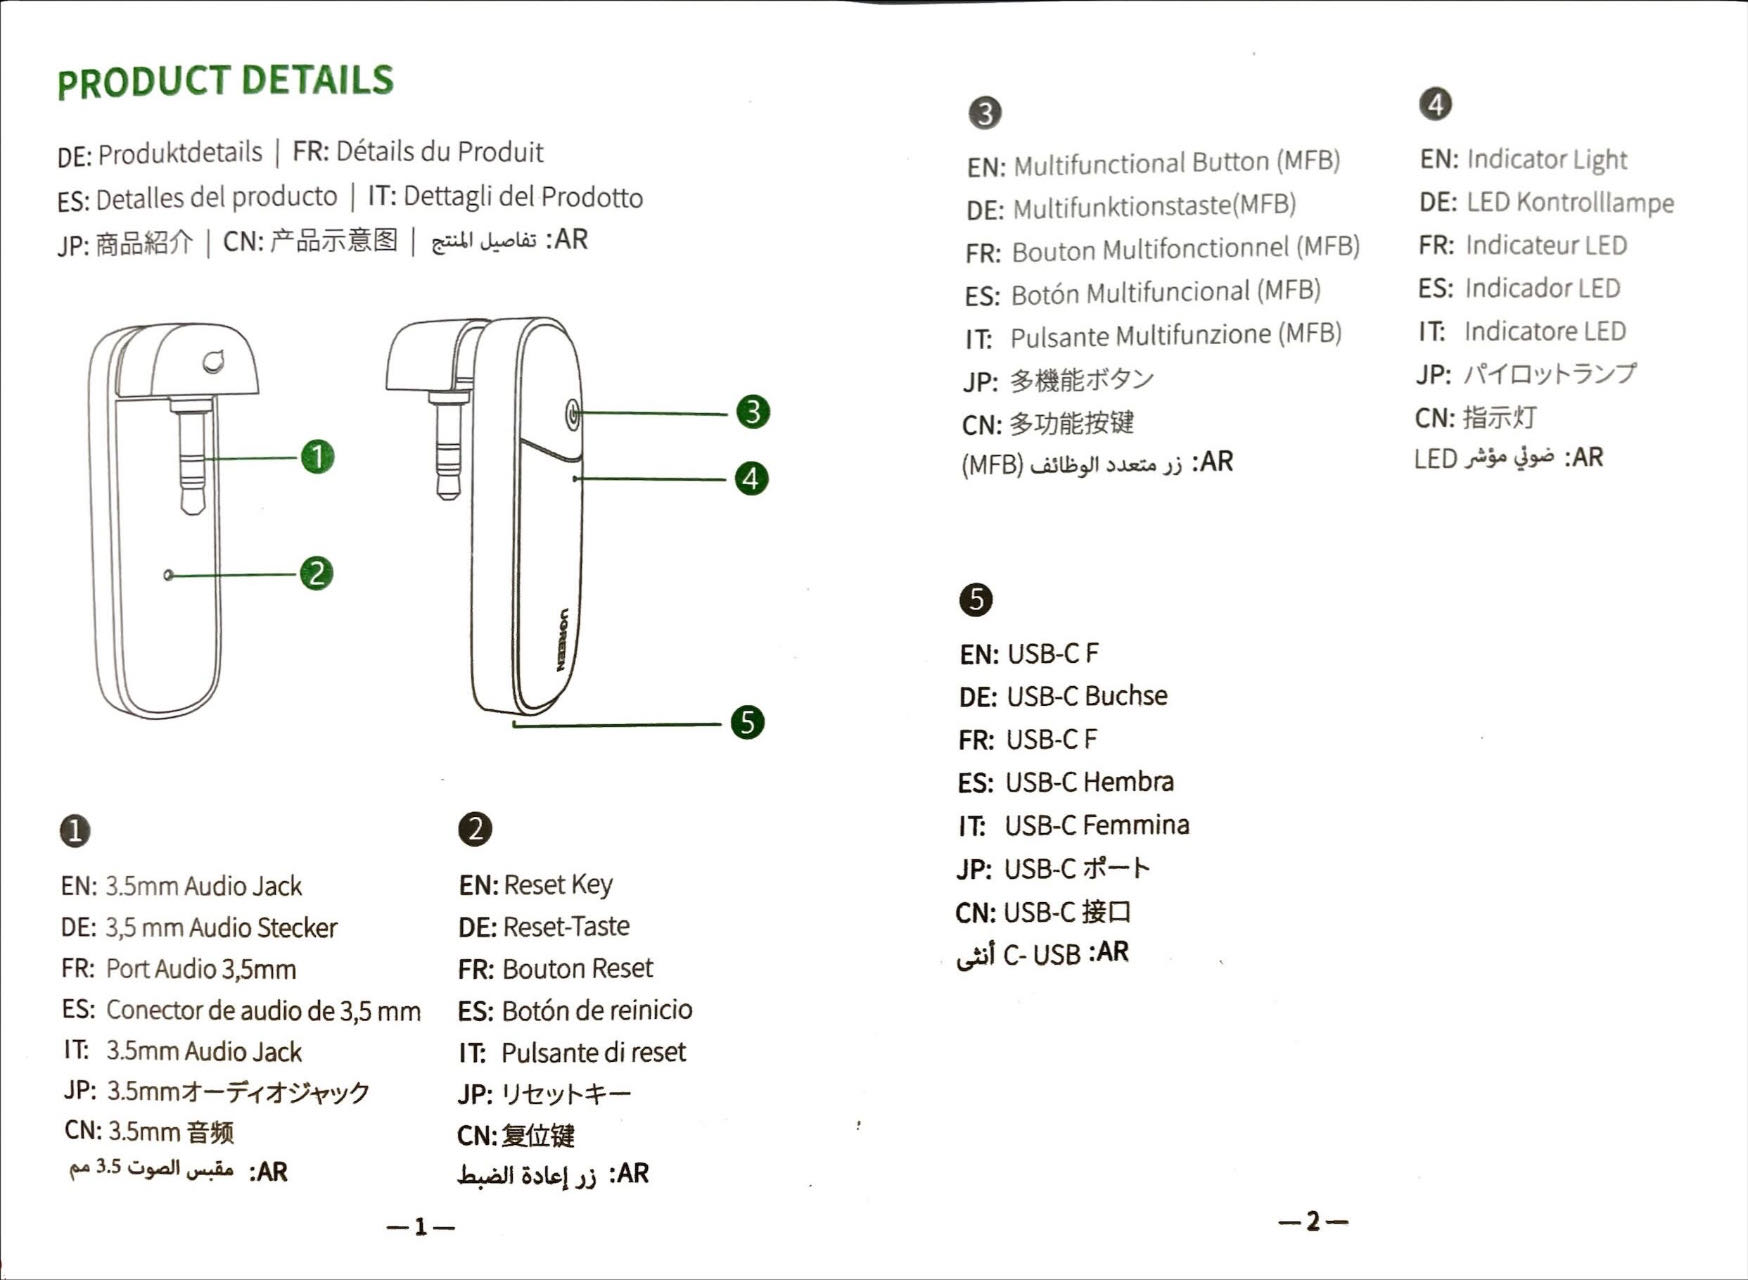 PRODUCT DETAILS
DE: Produktdetails | FR: Détails du Produit
ES: Detalles del producto | IT: Dettagli del Prodotto
JP: 商品紹介 | CN: 产品示意图 | تفاصيل المنتج :AR
1
2
3
4
5
UGREEN
1
EN: 3.5mm Audio Jack
DE: 3,5 mm Audio Stecker
FR: Port Audio 3,5mm
ES: Conector de audio de 3,5 mm
IT: 3.5mm Audio Jack
JP: 3.5mmオーディオジャック
CN: 3.5mm 音频
AR: مقبس الصوت 3.5 مم
2
EN: Reset Key
DE: Reset-Taste
FR: Bouton Reset
ES: Botón de reinicio
IT: Pulsante di reset
JP: リセットキー
CN: 复位键
AR: زر إعادة الضبط
— 1 —
3
EN: Multifunctional Button (MFB)
DE: Multifunktionstaste(MFB)
FR: Bouton Multifonctionnel (MFB)
ES: Botón Multifuncional (MFB)
IT: Pulsante Multifunzione (MFB)
JP: 多機能ボタン
CN: 多功能按键
AR: زر متعدد الوظائف (MFB)
4
EN: Indicator Light
DE: LED Kontrolllampe
FR: Indicateur LED
ES: Indicador LED
IT: Indicatore LED
JP: パイロットランプ
CN: 指示灯
AR: ضوئي مؤشر LED
5
EN: USB-C F
DE: USB-C Buchse
FR: USB-C F
ES: USB-C Hembra
IT: USB-C Femmina
JP: USB-C ポート
CN: USB-C 接口
أنثى C- USB :AR
— 2 —